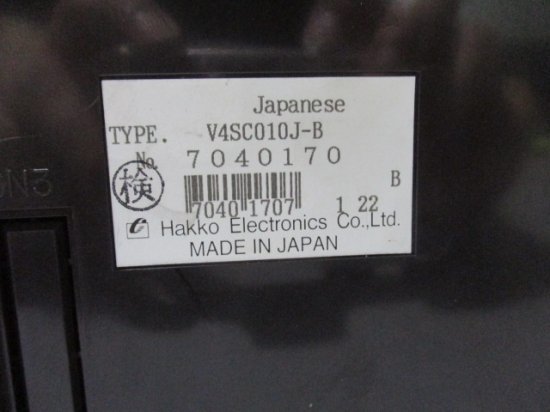 Japanese
TYPE. V4SC010J-B
No. 7040170
検
B
7040 1707 1 22
Hakko Electronics Co.,Ltd.
MADE IN JAPAN